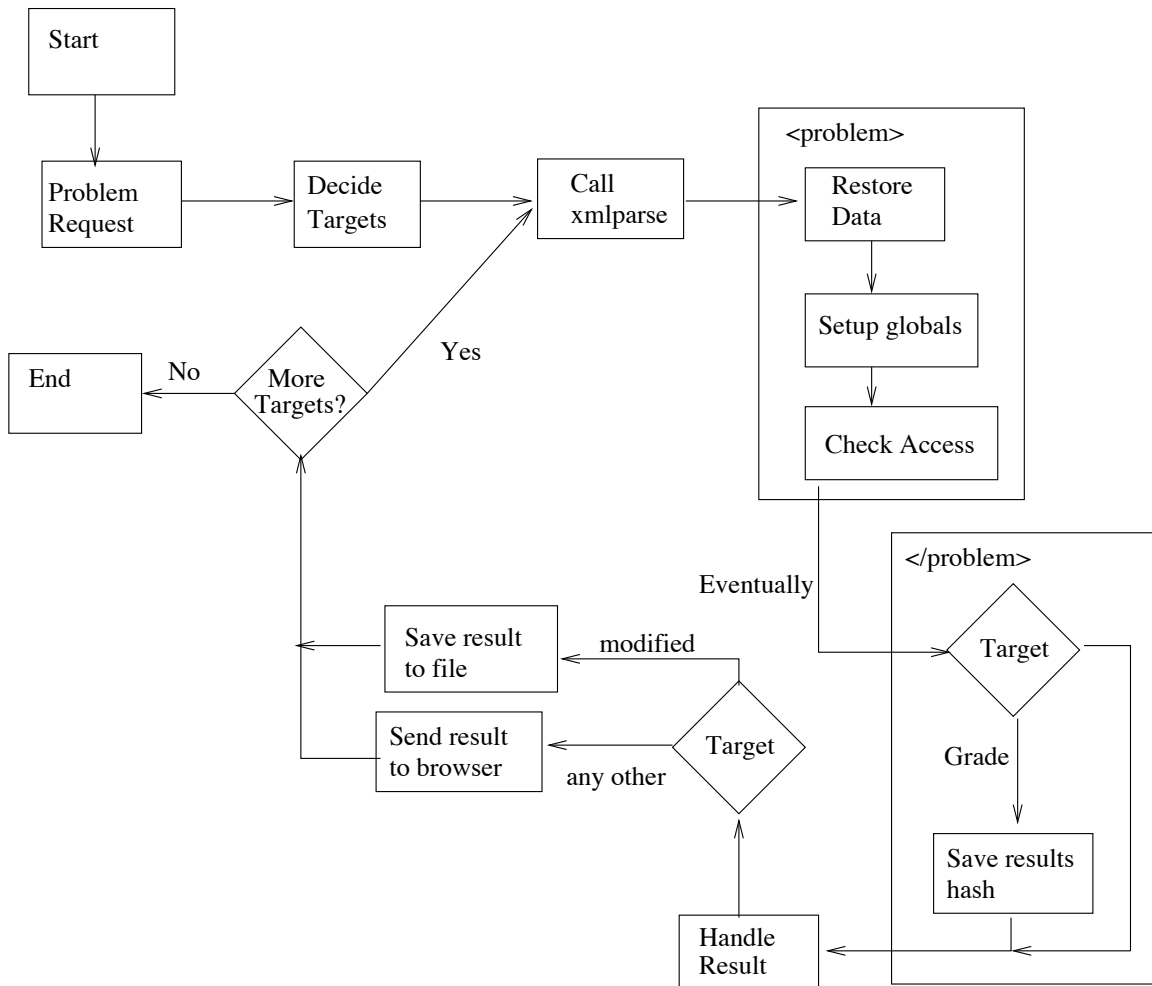 Start
<problem>
Problem
Request
Decide
Targets
Call
xmlparse
Restore
Data
Setup globals
Check Access
Yes
No
End
More
Targets?
Eventually
</problem>
Target
Grade
Save results
hash
Save result
to file
modified
Send result
to browser
any other
Target
Handle
Result